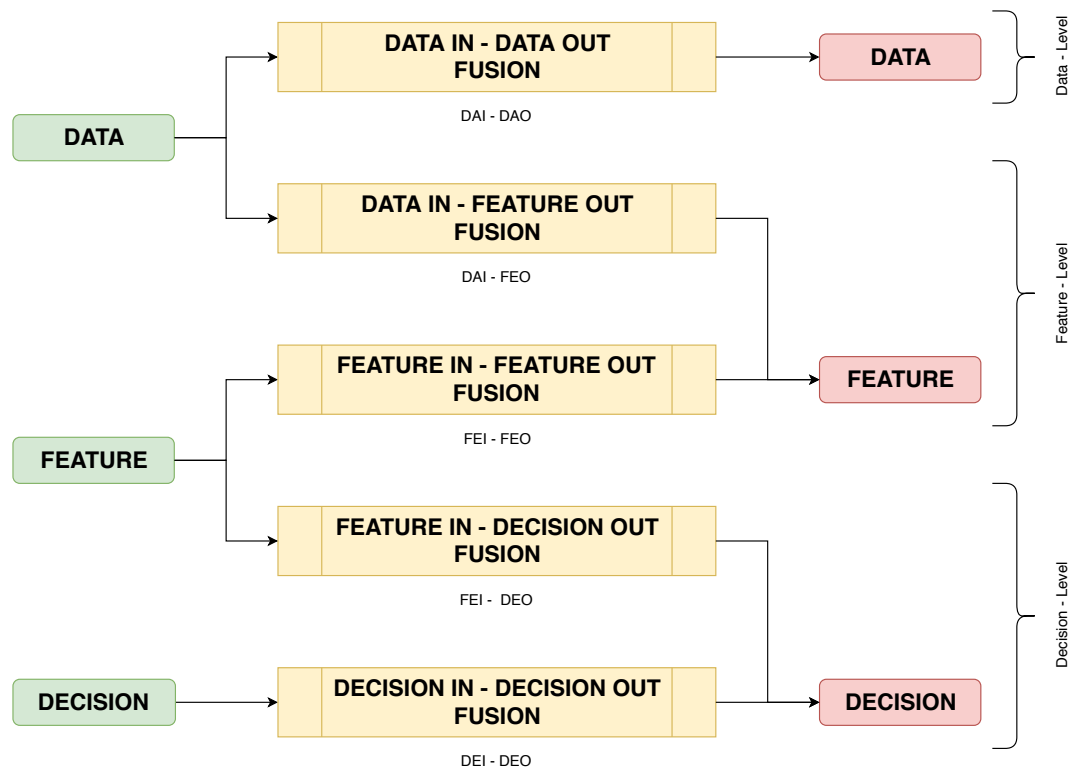 DATA IN - DATA OUT
FUSION
DATA
Data - Level
DAI - DAO
DATA
DATA IN - FEATURE OUT
FUSION
DAI - FEO
Feature - Level
FEATURE IN - FEATURE OUT
FUSION
FEATURE
FEI - FEO
FEATURE
FEATURE IN - DECISION OUT
FUSION
FEI -  DEO
Decision - Level
DECISION
DECISION IN - DECISION OUT
FUSION
DECISION
DEI - DEO